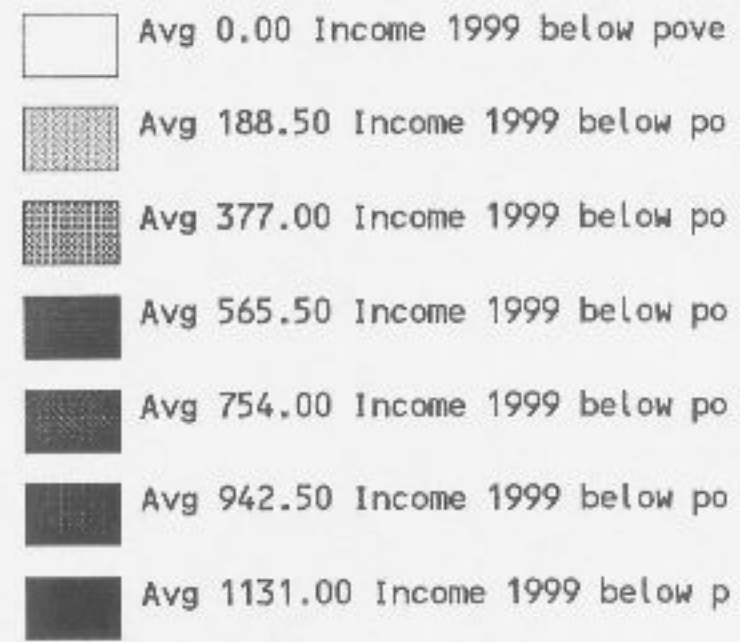 Avg 0.00 Income 1999 below pove
Avg 188.50 Income 1999 below po
Avg 377.00 Income 1999 below po
Avg 565.50 Income 1999 below po
Avg 754.00 Income 1999 below po
Avg 942.50 Income 1999 below po
Avg 1131.00 Income 1999 below p